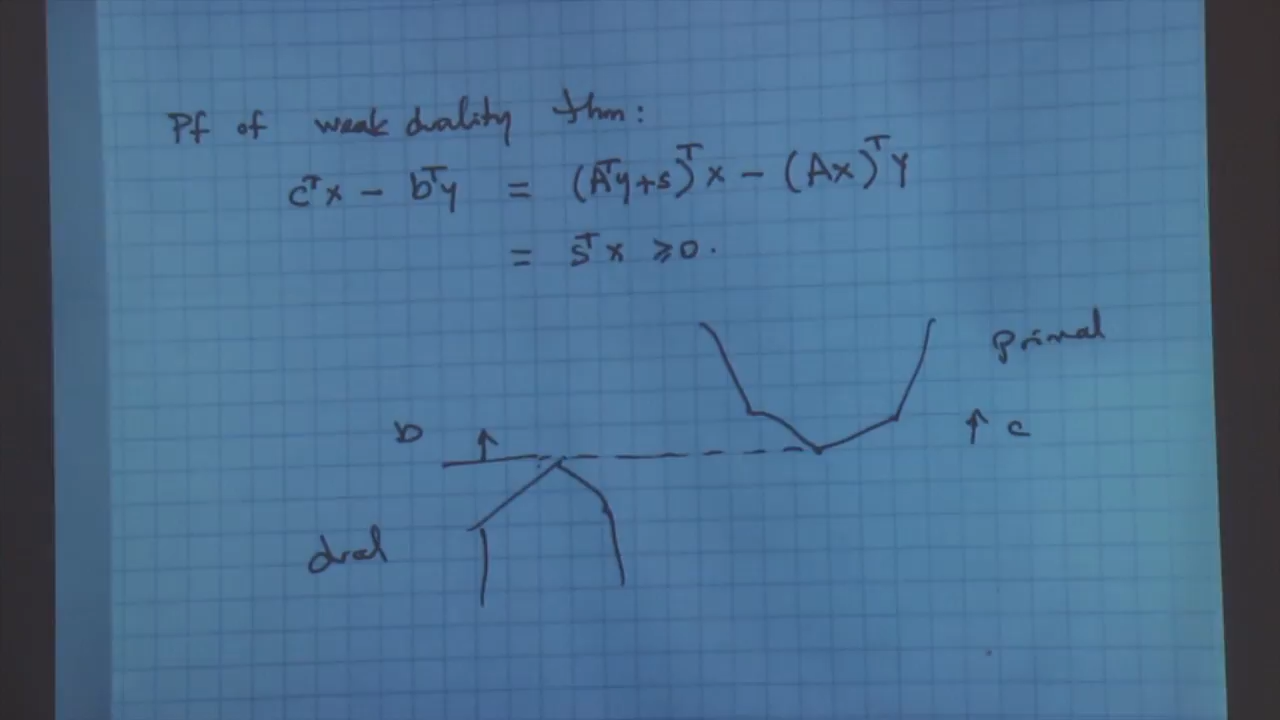 Pf of weak duality thm:
cᵀx − bᵀy = (Aᵀy+s)ᵀx − (Ax)ᵀy
= sᵀx ≥0.
primal
b ↑ ↑ c
dual